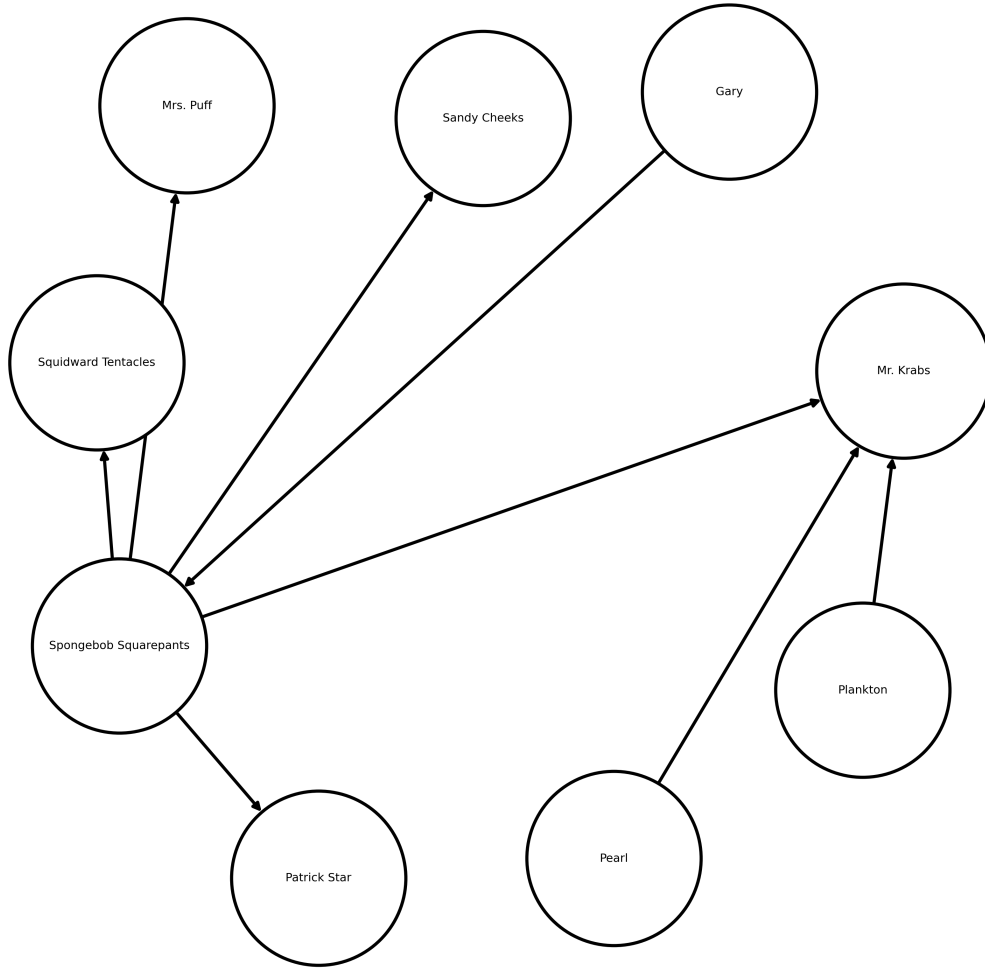 Mrs. Puff
Sandy Cheeks
Gary
Squidward Tentacles
Mr. Krabs
Spongebob Squarepants
Plankton
Patrick Star
Pearl